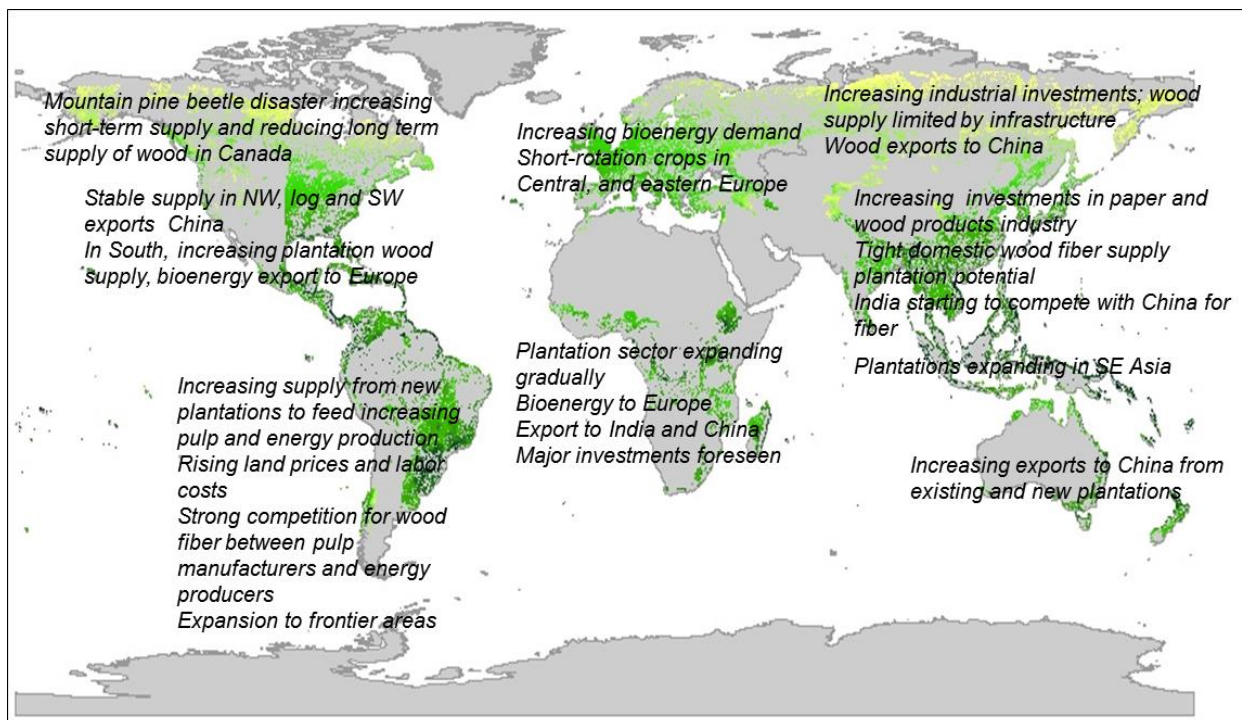 Mountain pine beetle disaster increasing
short-term supply and reducing long term
supply of wood in Canada
Stable supply in NW, log and SW
exports China
In South, increasing plantation wood
supply, bioenergy export to Europe
Increasing supply from new
plantations to feed increasing
pulp and energy production
Rising land prices and labor
costs
Strong competition for wood
fiber between pulp
manufacturers and energy
producers
Expansion to frontier areas
Increasing bioenergy demand
Short-rotation crops in
Central, and eastern Europe
Plantation sector expanding
gradually
Bioenergy to Europe
Export to India and China
Major investments foreseen
Increasing industrial investments; wood
supply limited by infrastructure
Wood exports to China
Increasing investments in paper and
wood products industry
Tight domestic wood fiber supply
plantation potential
India starting to compete with China for
fiber
Plantations expanding in SE Asia
Increasing exports to China from
existing and new plantations